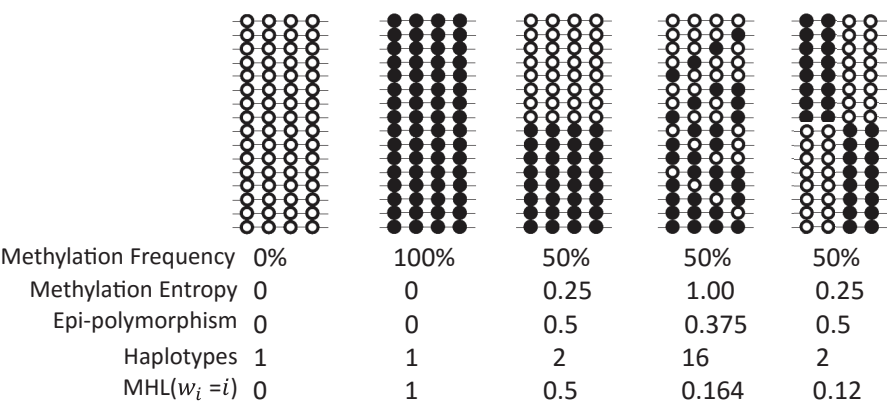 Methylation Frequency 0% 100% 50% 50% 50%
Methylation Entropy 0 0 0.25 1.00 0.25
Epi-polymorphism 0 0 0.5 0.375 0.5
Haplotypes 1 1 2 16 2
MHL(𝑤ᵢ =𝑖) 0 1 0.5 0.164 0.12